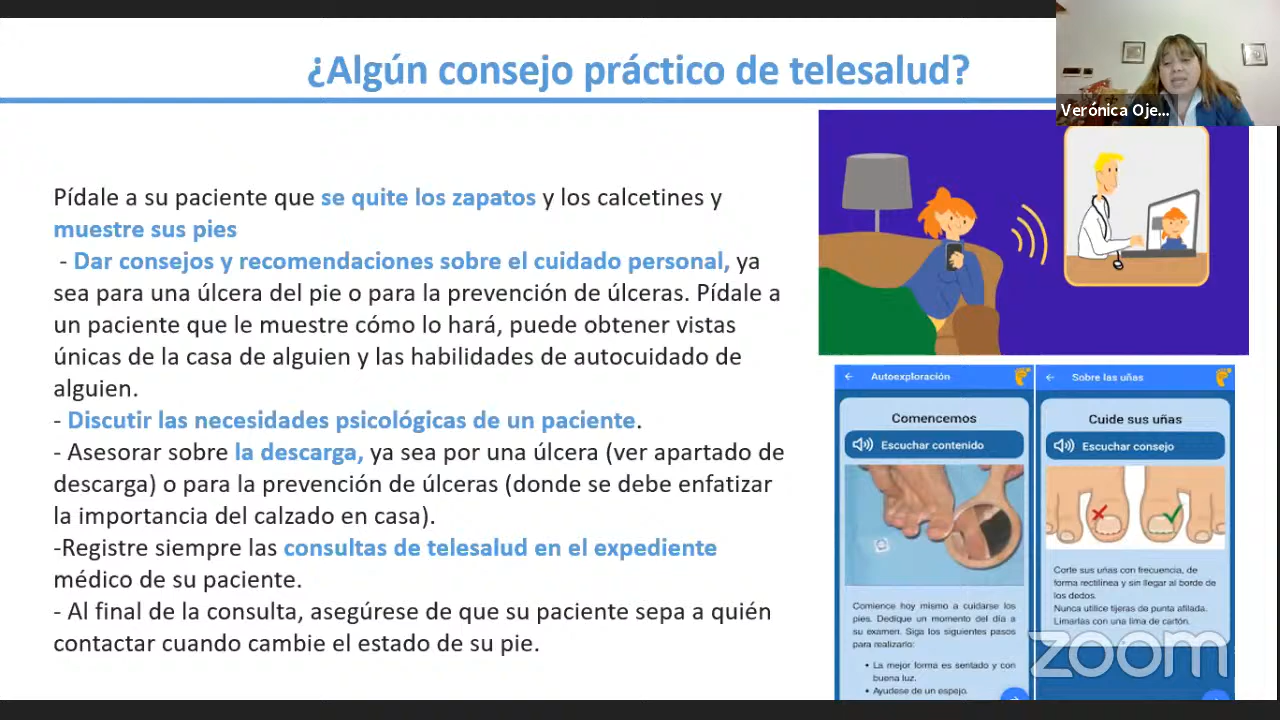 ¿Algún consejo práctico de telesalud?
Verónica Oje...
Pídale a su paciente que se quite los zapatos y los calcetines y
muestre sus pies
- Dar consejos y recomendaciones sobre el cuidado personal, ya
sea para una úlcera del pie o para la prevención de úlceras. Pídale a
un paciente que le muestre cómo lo hará, puede obtener vistas
únicas de la casa de alguien y las habilidades de autocuidado de
alguien.
- Discutir las necesidades psicológicas de un paciente.
- Asesorar sobre la descarga, ya sea por una úlcera (ver apartado de
descarga) o para la prevención de úlceras (donde se debe enfatizar
la importancia del calzado en casa).
-Registre siempre las consultas de telesalud en el expediente
médico de su paciente.
- Al final de la consulta, asegúrese de que su paciente sepa a quién
contactar cuando cambie el estado de su pie.
Autoexploración
Comencemos
Escuchar contenido
Comience hoy mismo a cuidarse los
pies. Dedique un momento del día a
su examen. Siga los siguientes pasos
para realizarlo:
• La mejor forma es sentado y con
buena luz.
• Ayudese de un espejo.
Sobre las uñas
Cuide sus uñas
Escuchar consejo
Corte sus uñas con frecuencia, de
forma rectilínea y sin llegar al borde de
los dedos.
Nunca utilice tijeras de punta afilada.
Limarlas con una lima de cartón.
zoom